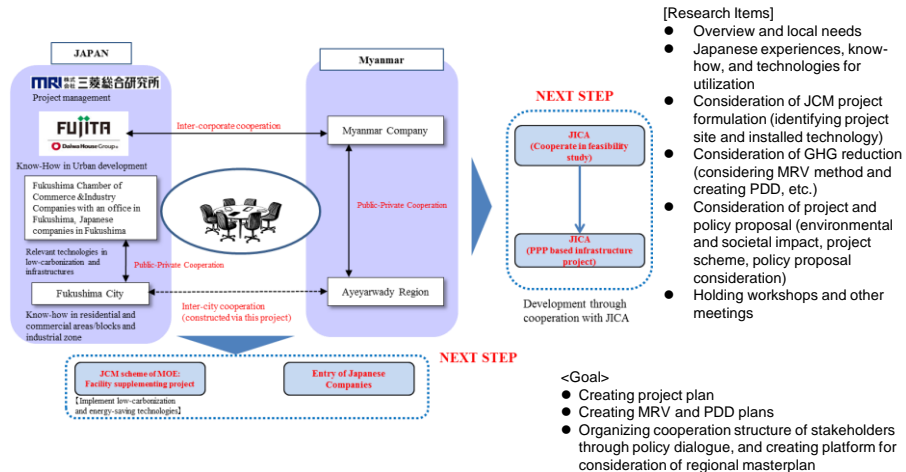 JAPAN
MRI 株式会社 三菱総合研究所
Project management
FUJITA
Daiwa House Group®
Know-How in Urban development
Fukushima Chamber of
Commerce &Industry
Companies with an office in
Fukushima, Japanese
companies in Fukushima
Relevant technologies in
low-carbonization and
infrastructures
Public-Private Cooperation
Fukushima City
Know-how in residential and
commercial areas/blocks and
industrial zone
Inter-corporate cooperation
Inter-city cooperation
(constructed via this project)
Myanmar
Myanmar Company
Public-Private Cooperation
Ayeyarwady Region
NEXT STEP
JICA
(Cooperate in feasibility
study)
JICA
(PPP based infrastructure
project)
Development through
cooperation with JICA
NEXT STEP
JCM scheme of MOE:
Facility supplementing project
【Implement low-carbonization
and energy-saving technologies】
Entry of Japanese
Companies
[Research Items]
● Overview and local needs
● Japanese experiences, know-
how, and technologies for
utilization
● Consideration of JCM project
formulation (identifying project
site and installed technology)
● Consideration of GHG reduction
(considering MRV method and
creating PDD, etc.)
● Consideration of project and
policy proposal (environmental
and societal impact, project
scheme, policy proposal
consideration)
● Holding workshops and other
meetings
<Goal>
● Creating project plan
● Creating MRV and PDD plans
● Organizing cooperation structure of stakeholders
through policy dialogue, and creating platform for
consideration of regional masterplan